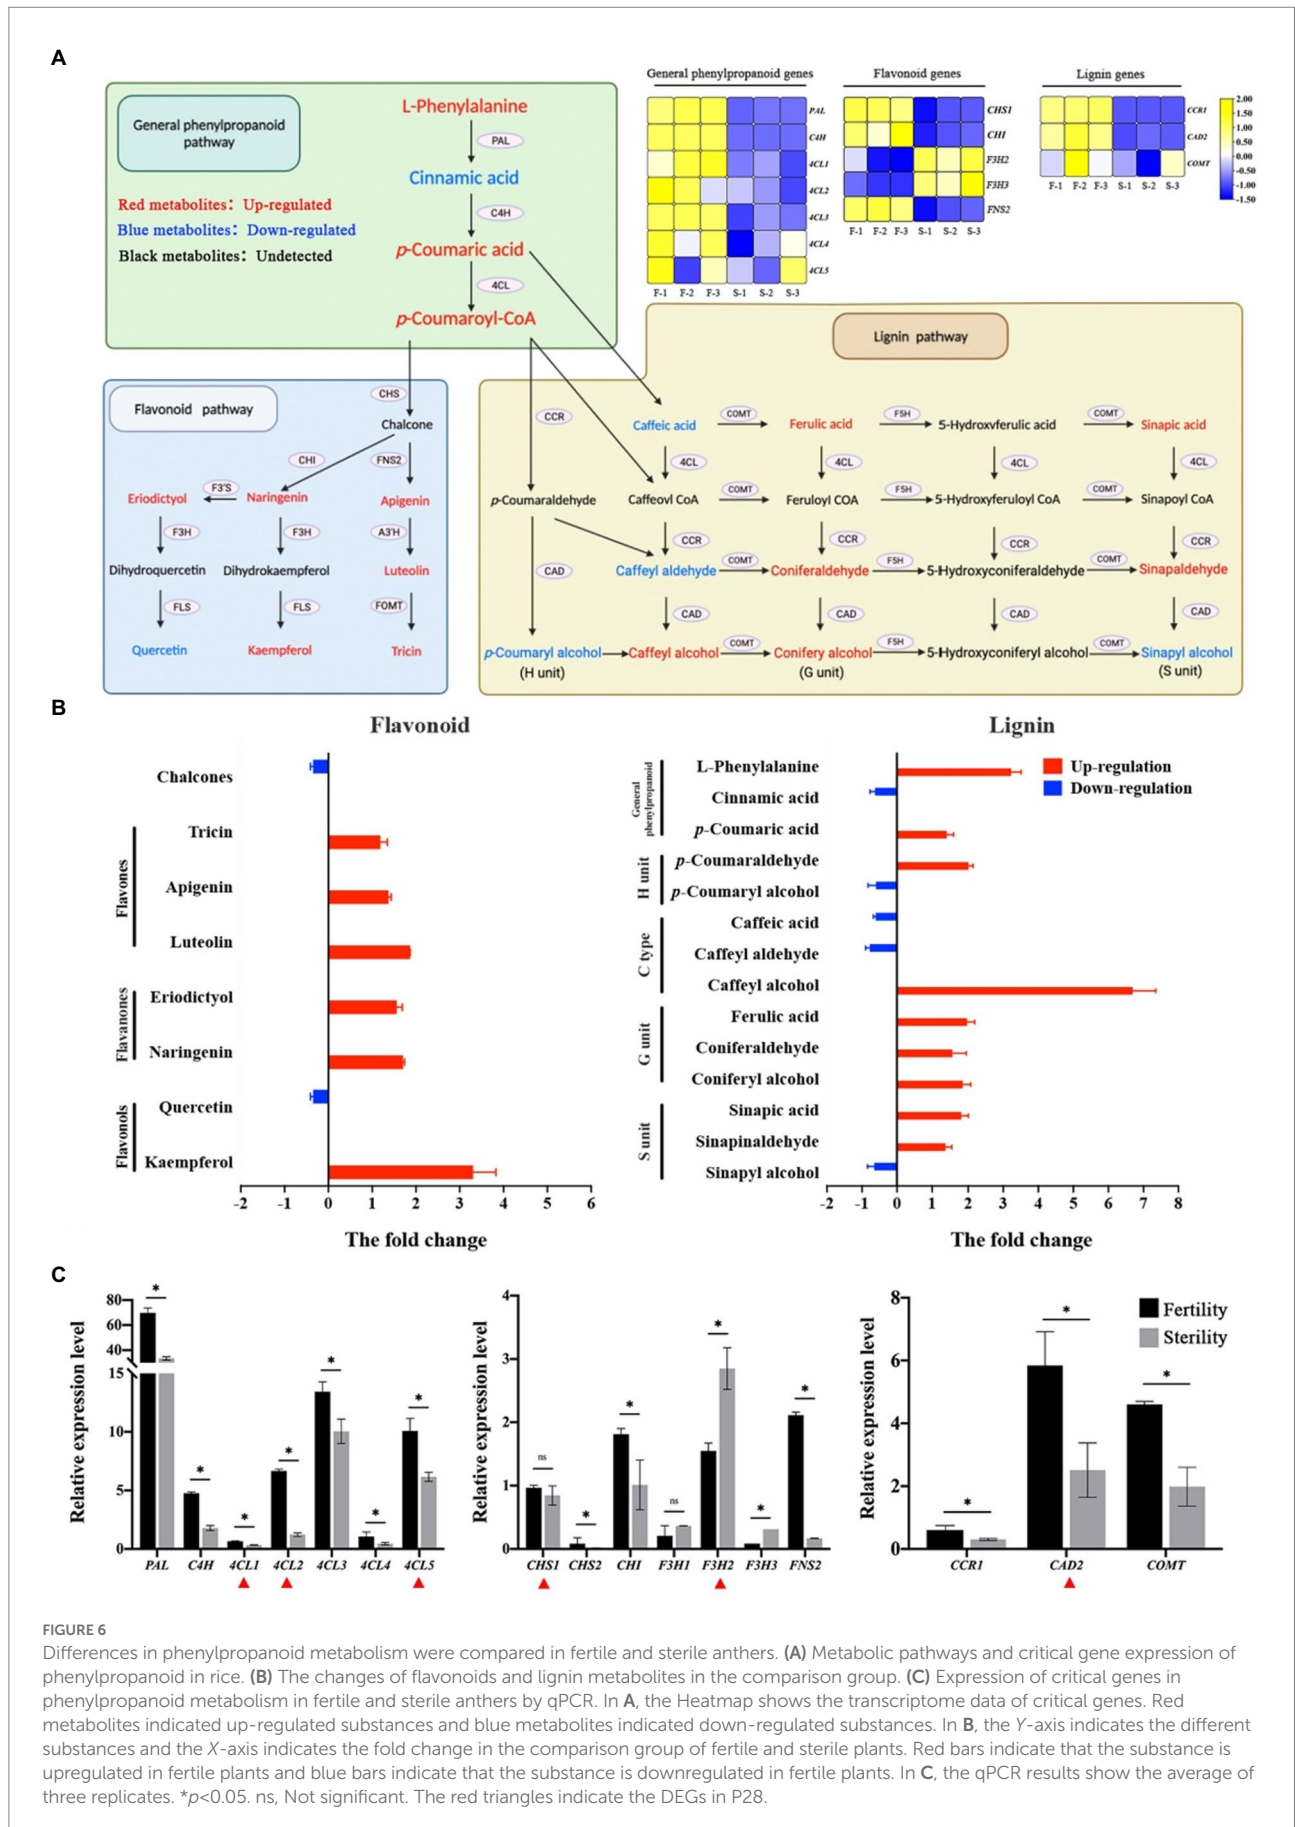 A
General phenylpropanoid
pathway
Red metabolites: Up-regulated
Blue metabolites: Down-regulated
Black metabolites: Undetected
L-Phenylalanine
PAL
Cinnamic acid
C4H
p-Coumaric acid
4CL
p-Coumaroyl-CoA
General phenylpropanoid genes
PAL
C4H
4CL1
4CL2
4CL3
4CL4
4CL5
F-1 F-2 F-3 S-1 S-2 S-3
Flavonoid genes
CHS1
CHI
F3H2
F3H3
FNS2
F-1 F-2 F-3 S-1 S-2 S-3
Lignin genes
CCR1
CAD2
COMT
F-1 F-2 F-3 S-1 S-2 S-3
2.00
1.50
1.00
0.50
0.00
-0.50
-1.00
-1.50
Flavonoid pathway
CHS
Chalcone
CHI
FNS2
Eriodictyol
F3'S
Naringenin
Apigenin
F3H
F3H
A3'H
Dihydroquercetin
Dihydrokaempferol
Luteolin
FLS
FLS
FOMT
Quercetin
Kaempferol
Tricin
Lignin pathway
CCR
Caffeic acid
COMT
Ferulic acid
F5H
5-Hydroxvferulic acid
COMT
Sinapic acid
4CL
4CL
4CL
4CL
p-Coumaraldehyde
Caffeovl CoA
COMT
Feruloyl COA
F5H
5-Hydroxyferuloyl CoA
COMT
Sinapoyl CoA
CCR
CCR
CCR
CCR
CAD
Caffeyl aldehyde
COMT
Coniferaldehyde
F5H
5-Hydroxyconiferaldehyde
COMT
Sinapaldehyde
CAD
CAD
CAD
CAD
p-Coumaryl alcohol
Caffeyl alcohol
COMT
Conifery alcohol
F5H
5-Hydroxyconiferyl alcohol
COMT
Sinapyl alcohol
(H unit)
(G unit)
(S unit)
B
Flavonoid
Chalcones
Flavones
Tricin
Apigenin
Luteolin
Flavanones
Eriodictyol
Naringenin
Flavonols
Quercetin
Kaempferol
-2 -1 0 1 2 3 4 5 6
The fold change
Lignin
Up-regulation
Down-regulation
General
phenylpropanoid
L-Phenylalanine
Cinnamic acid
p-Coumaric acid
H unit
p-Coumaraldehyde
p-Coumaryl alcohol
C type
Caffeic acid
Caffeyl aldehyde
Caffeyl alcohol
G unit
Ferulic acid
Coniferaldehyde
Coniferyl alcohol
S unit
Sinapic acid
Sinapinaldehyde
Sinapyl alcohol
-2 -1 0 1 2 3 4 5 6 7 8
The fold change
C
Relative expression level
80
60
40
15
10
5
0
* * * * * * *
PAL C4H 4CL1 4CL2 4CL3 4CL4 4CL5
Relative expression level
4
3
2
1
0
ns * * ns * * *
CHS1 CHS2 CHI F3H1 F3H2 F3H3 FNS2
Relative expression level
8
6
4
2
0
* * *
CCR1 CAD2 COMT
Fertility
Sterility
FIGURE 6
Differences in phenylpropanoid metabolism were compared in fertile and sterile anthers. (A) Metabolic pathways and critical gene expression of
phenylpropanoid in rice. (B) The changes of flavonoids and lignin metabolites in the comparison group. (C) Expression of critical genes in
phenylpropanoid metabolism in fertile and sterile anthers by qPCR. In A, the Heatmap shows the transcriptome data of critical genes. Red
metabolites indicated up-regulated substances and blue metabolites indicated down-regulated substances. In B, the Y-axis indicates the different
substances and the X-axis indicates the fold change in the comparison group of fertile and sterile plants. Red bars indicate that the substance is
upregulated in fertile plants and blue bars indicate that the substance is downregulated in fertile plants. In C, the qPCR results show the average of
three replicates. *p<0.05. ns, Not significant. The red triangles indicate the DEGs in P28.